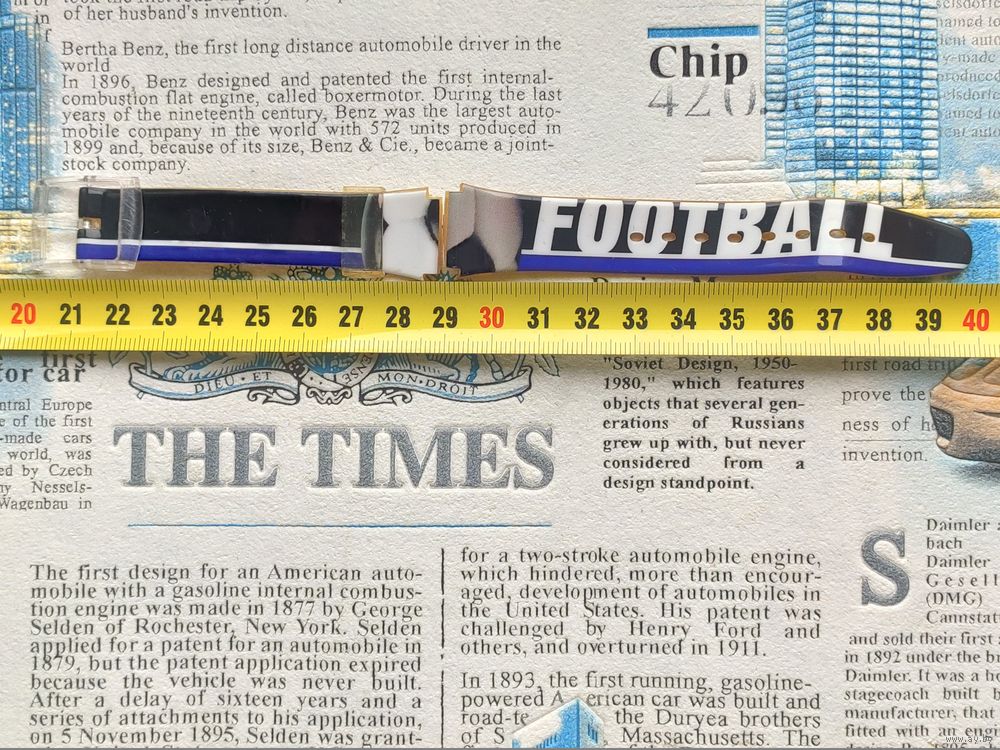 of her husband's invention.
Bertha Benz, the first long distance automobile driver in the
world
In 1896, Benz designed and patented the first internal-
combustion flat engine, called boxermotor. During the last
years of the nineteenth century, Benz was the largest auto-
mobile company in the world with 572 units produced in
1899 and, because of its size, Benz & Cie., became a joint-
stock company.
Chip
FOOTBALL
20 21 22 23 24 25 26 27 28 29 30 31 32 33 34 35 36 37 38 39 40
first
for car
ntral Europe
e of the first
-made cars
world, was
ed by Czech
ny Nessels-
Wagenbau in
DIEU · ET MON · DROIT
THE TIMES
"Soviet Design, 1950-
1980," which features
objects that several gen-
erations of Russians
grew up with, but never
considered from a
design standpoint.
first road trip
prove the
ness of h
invention.
The first design for an American auto-
mobile with a gasoline internal combus-
tion engine was made in 1877 by George
Selden of Rochester, New York. Selden
applied for a patent for an automobile in
1879, but the patent application expired
because the vehicle was never built.
After a delay of sixteen years and a
series of attachments to his application,
on 5 November 1895, Selden was grant-
for a two-stroke automobile engine,
which hindered, more than encour-
aged, development of automobiles in
the United States. His patent was
challenged by Henry Ford and
others, and overturned in 1911.
In 1893, the first running, gasoline-
powered A erican car was built and
road-te the Duryea brothers
of S Massachusetts. The
S
Daimler
bach
Daimler
Gesell
(DMG)
Cannstat
and sold their first
in 1892 under the br
Daimler. It was a ho
stagecoach built b
manufacturer, that
fitted with an engi
www.ay.by